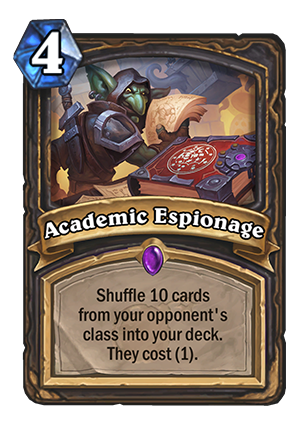 4
Academic Espionage
Shuffle 10 cards
from your opponent's
class into your deck.
They cost (1).